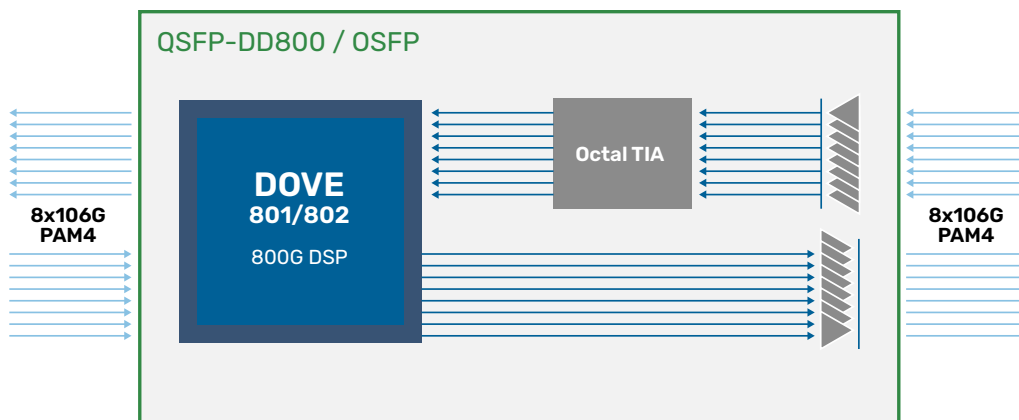 QSFP-DD800 / OSFP
Octal TIA
DOVE
801/802
800G DSP
8x106G
PAM4
8x106G
PAM4